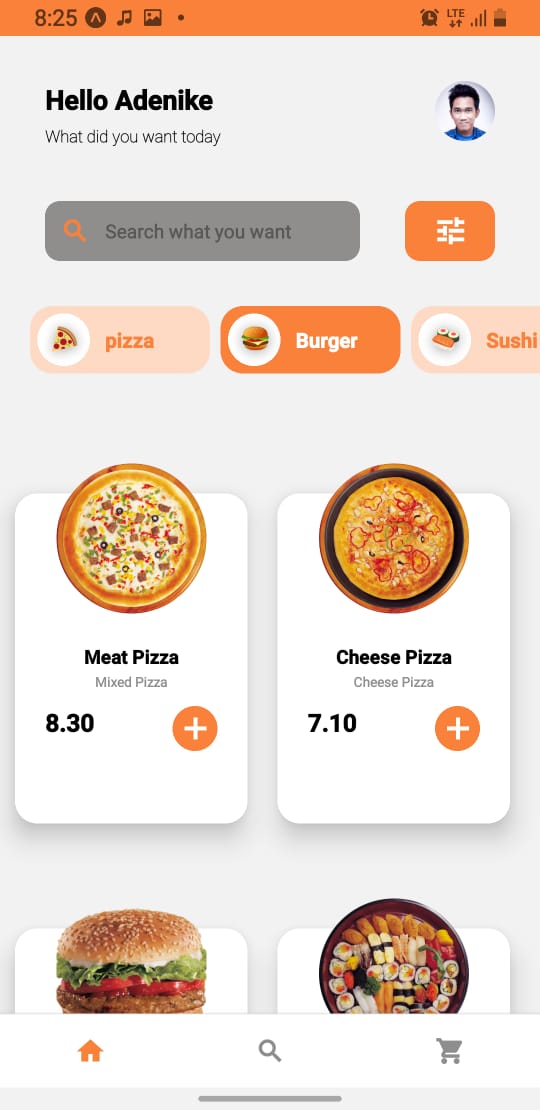 8:25
LTE
Hello Adenike
What did you want today
Search what you want
pizza
Burger
Sushi
Meat Pizza
Cheese Pizza
Mixed Pizza
Cheese Pizza
8.30
7.10